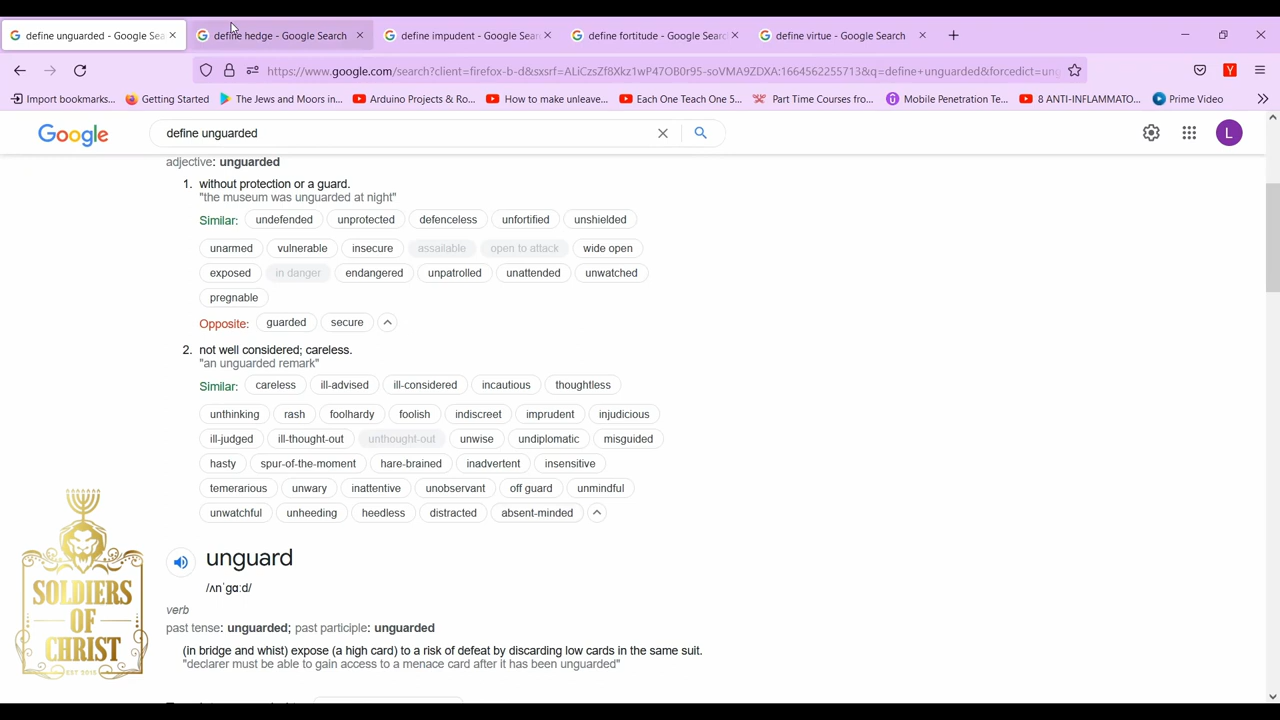 define unguarded - Google Sea
define hedge - Google Search
define impudent - Google Sear
define fortitude - Google Search
define virtue - Google Search
https://www.google.com/search?client=firefox-b-d&sxsrf=ALiCzsZf8Xkz1wP47OB0r95-soVMA9ZDXA:1664562255713&q=define+unguarded&forcedict=ung
Import bookmarks...
Getting Started
The Jews and Moors in...
Arduino Projects & Ro...
How to make unleave...
Each One Teach One 5...
Part Time Courses fro...
Mobile Penetration Te...
8 ANTI-INFLAMMATO...
Prime Video
Google
define unguarded
L
adjective: unguarded
1. without protection or a guard.
"the museum was unguarded at night"
Similar: undefended unprotected defenceless unfortified unshielded
unarmed vulnerable insecure assailable open to attack wide open
exposed in danger endangered unpatrolled unattended unwatched
pregnable
Opposite: guarded secure
2. not well considered; careless.
"an unguarded remark"
Similar: careless ill-advised ill-considered incautious thoughtless
unthinking rash foolhardy foolish indiscreet imprudent injudicious
ill-judged ill-thought-out unthought-out unwise undiplomatic misguided
hasty spur-of-the-moment hare-brained inadvertent insensitive
temerarious unwary inattentive unobservant off guard unmindful
unwatchful unheeding heedless distracted absent-minded
unguard
/ʌnˈɡɑːd/
verb
past tense: unguarded; past participle: unguarded
(in bridge and whist) expose (a high card) to a risk of defeat by discarding low cards in the same suit.
"declarer must be able to gain access to a menace card after it has been unguarded"
SOLDIERS
OF
CHRIST
EST 2015